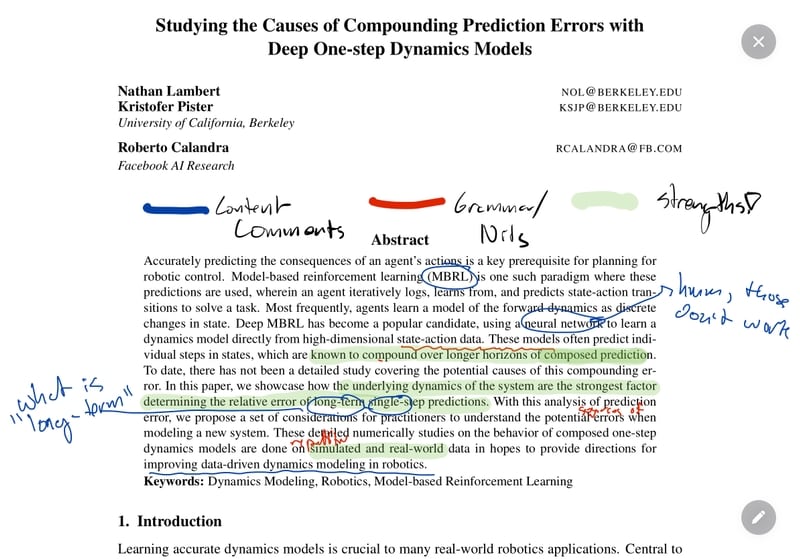 Studying the Causes of Compounding Prediction Errors with
Deep One-step Dynamics Models
Nathan Lambert NOL@BERKELEY.EDU
Kristofer Pister KSJP@BERKELEY.EDU
University of California, Berkeley
Roberto Calandra RCALANDRA@FB.COM
Facebook AI Research
Content Comments
Grammar/ Nits
Strengths
Abstract
Accurately predicting the consequences of an agent's actions is a key prerequisite for planning for
robotic control. Model-based reinforcement learning (MBRL) is one such paradigm where these
predictions are used, wherein an agent iteratively logs, learns from, and predicts state-action tran-
sitions to solve a task. Most frequently, agents learn a model of the forward dynamics as discrete
changes in state. Deep MBRL has become a popular candidate, using a neural network to learn a
dynamics model directly from high-dimensional state-action data. These models often predict indi-
vidual steps in states, which are known to compound over longer horizons of composed prediction.
To date, there has not been a detailed study covering the potential causes of this compounding er-
ror. In this paper, we showcase how the underlying dynamics of the system are the strongest factor
determining the relative error of long-term single-step predictions. With this analysis of prediction
error, we propose a set of considerations for practitioners to understand the potential errors when
modeling a new system. These detailed numerically studies on the behavior of composed one-step
dynamics models are done on simulated and real-world data in hopes to provide directions for
improving data-driven dynamics modeling in robotics.
hmm, those
don't work
what is
"long-term"
Keywords: Dynamics Modeling, Robotics, Model-based Reinforcement Learning
1. Introduction
Learning accurate dynamics models is crucial to many real-world robotics applications. Central to